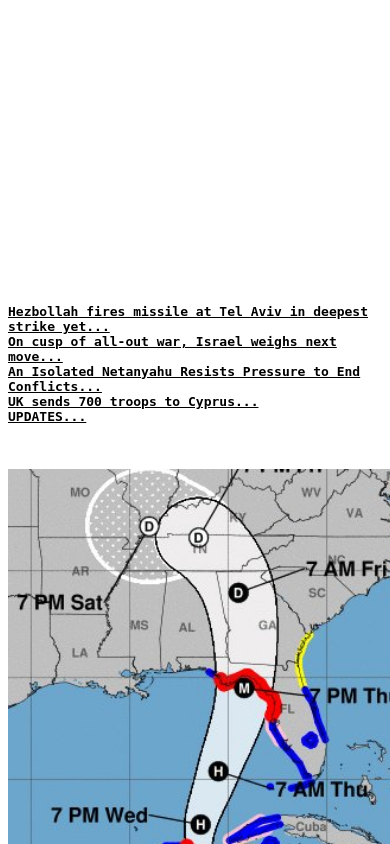 Hezbollah fires missile at Tel Aviv in deepest
strike yet...
On cusp of all-out war, Israel weighs next
move...
An Isolated Netanyahu Resists Pressure to End
Conflicts...
UK sends 700 troops to Cyprus...
UPDATES...
MO
WV
KY
VA
D
D
TN
NC
7 AM Fri
AR
D
SC
7 PM Sat
MS
AL
GA
LA
M
7 PM Thu
FL
H
7 AM Thu
7 PM Wed
H
Cuba